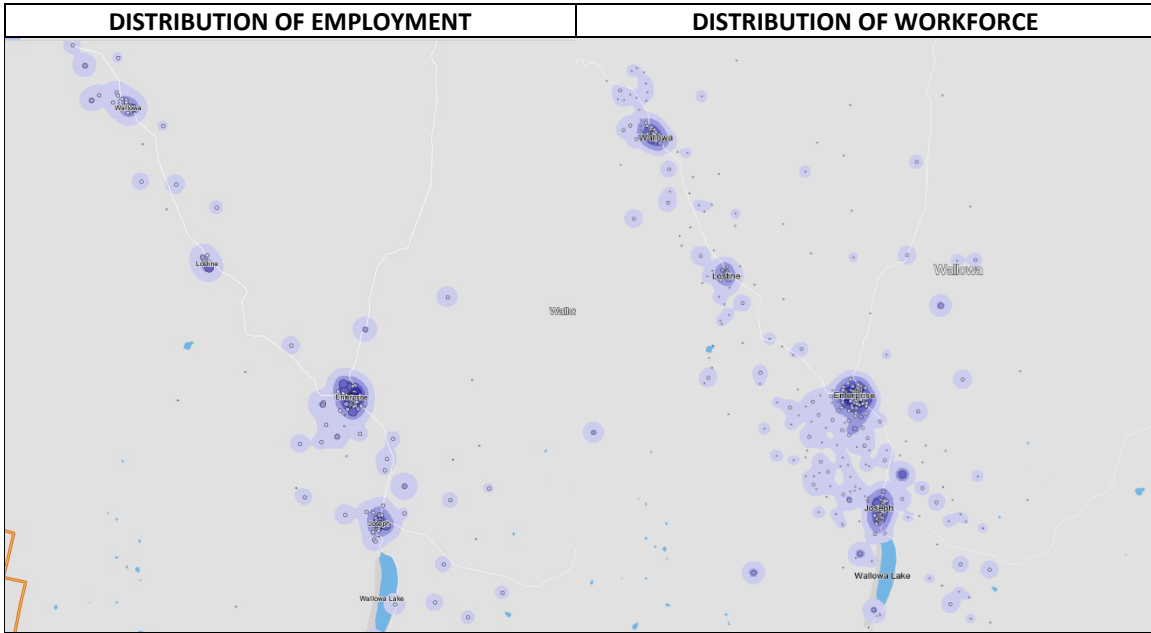 DISTRIBUTION OF EMPLOYMENT
DISTRIBUTION OF WORKFORCE
Wallowa
Lostine
Enterprise
Joseph
Wallowa Lake
Wallowa
Lostine
Wallowa
Enterprise
Joseph
Wallowa Lake